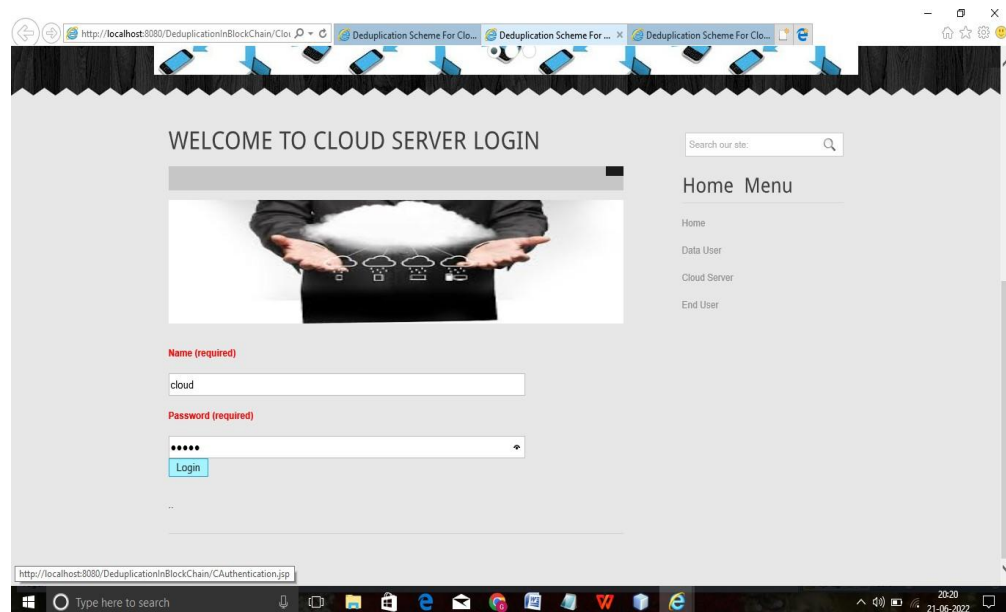 http://localhost:8080/DeduplicationInBlockChain/Clou
Deduplication Scheme For Clo...
Deduplication Scheme For ...
Deduplication Scheme For Clo...
WELCOME TO CLOUD SERVER LOGIN
Search our site:
Home Menu
Home
Data User
Cloud Server
End User
Name (required)
cloud
Password (required)
•••••
Login
..
http://localhost:8080/DeduplicationInBlockChain/CAuthentication.jsp
Type here to search
20:20
21-06-2022